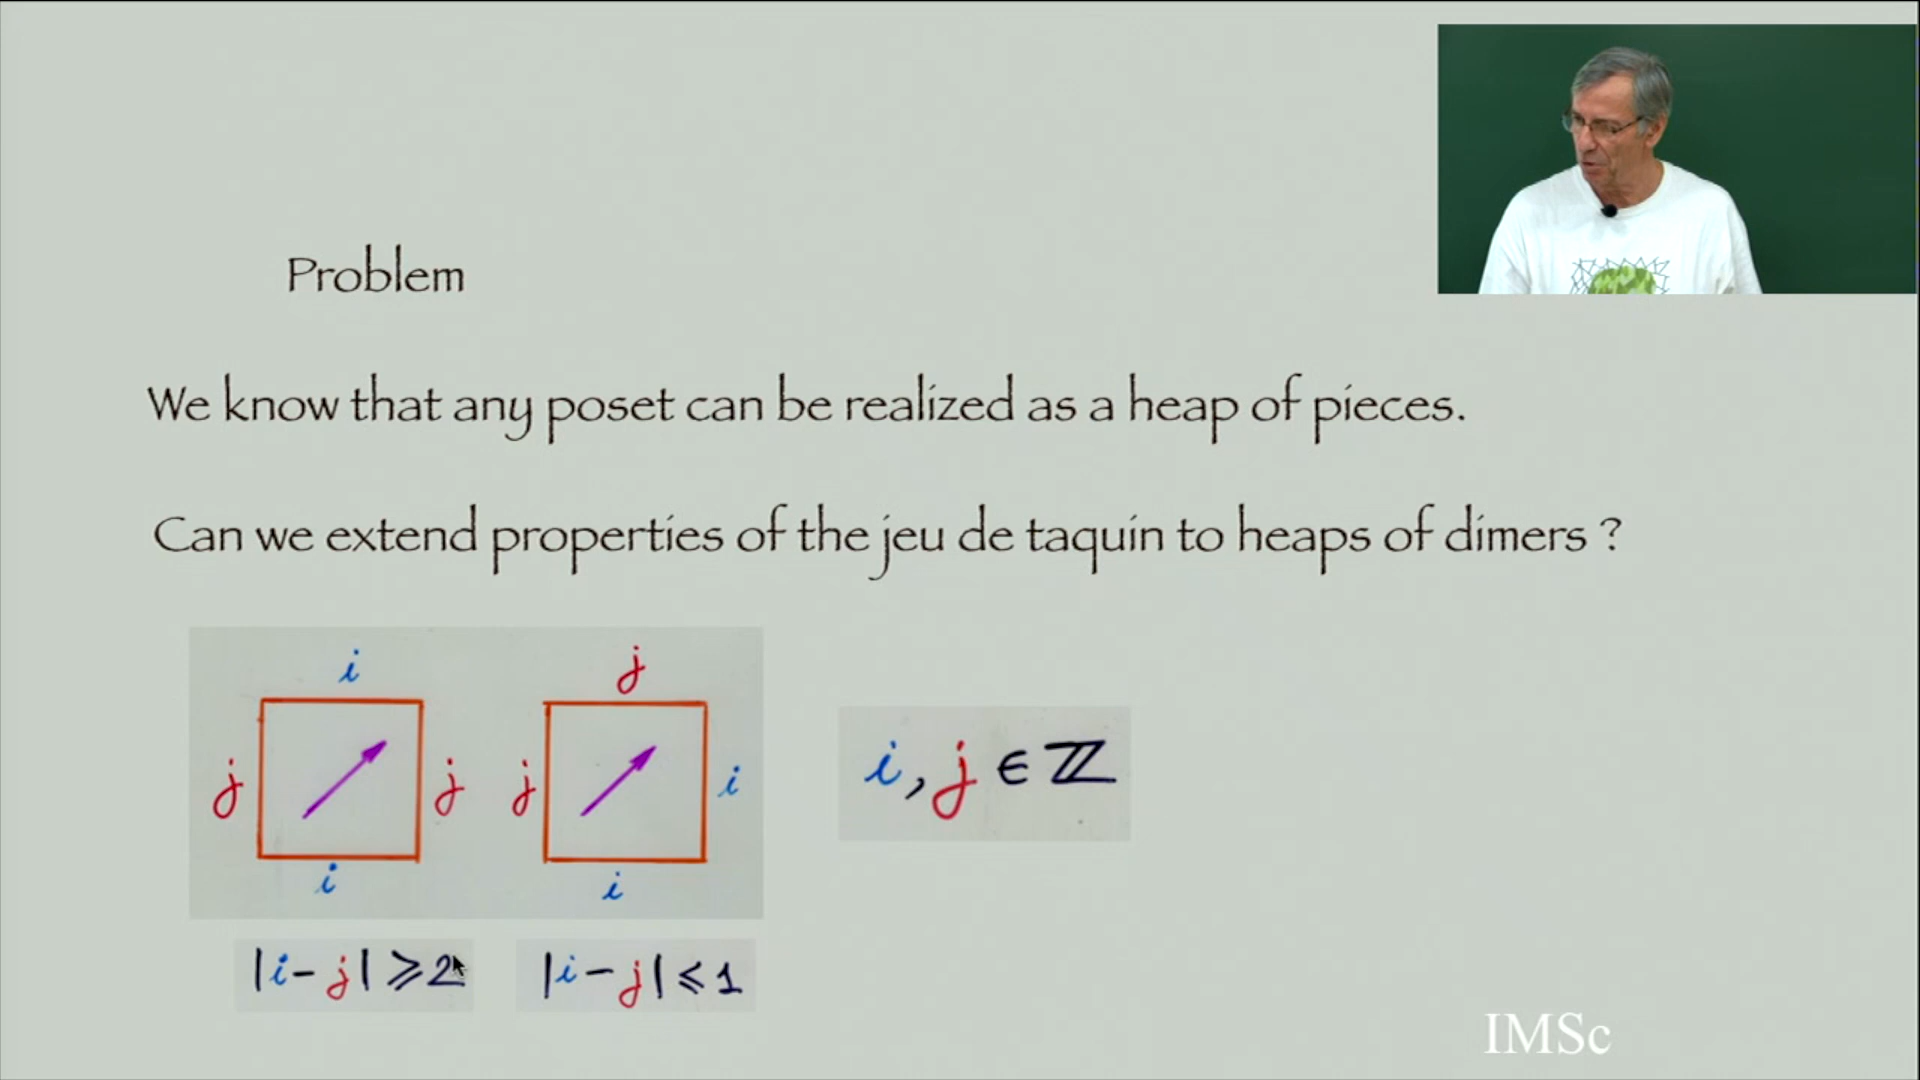 Problem
We know that any poset can be realized as a heap of pieces.
Can we extend properties of the jeu de taquin to heaps of dimers ?
i j
j j j i
i i
i, j ∈ ℤ
|i - j| ⩾ 2 |i - j| ⩽ 1
IMSc